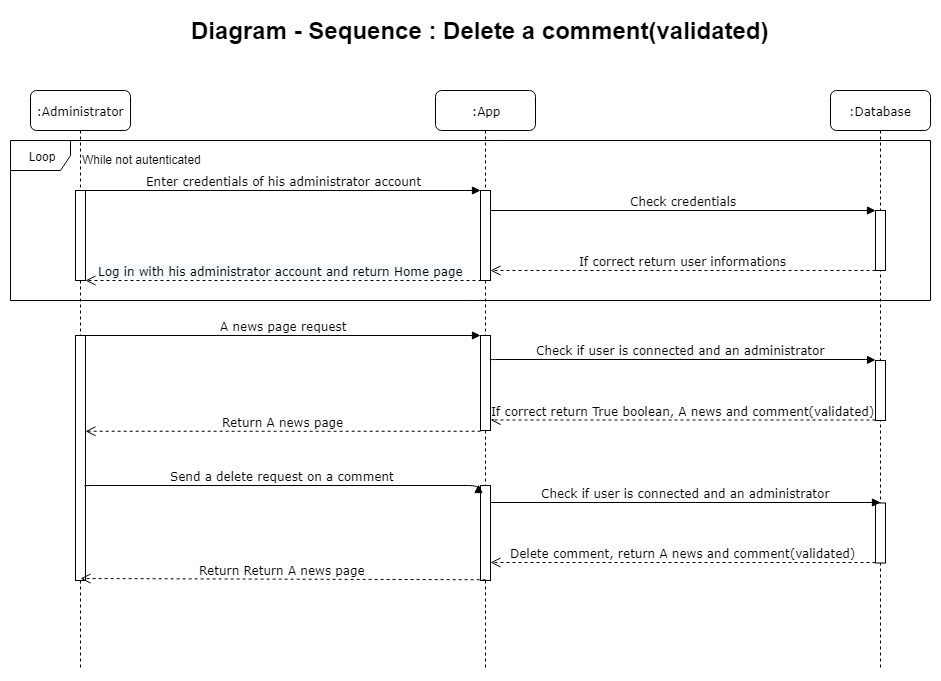 Diagram - Sequence : Delete a comment(validated)
:Administrator
:App
:Database
Loop
While not autenticated
Enter credentials of his administrator account
Check credentials
If correct return user informations
Log in with his administrator account and return Home page
A news page request
Check if user is connected and an administrator
If correct return True boolean, A news and comment(validated)
Return A news page
Send a delete request on a comment
Check if user is connected and an administrator
Delete comment, return A news and comment(validated)
Return Return A news page